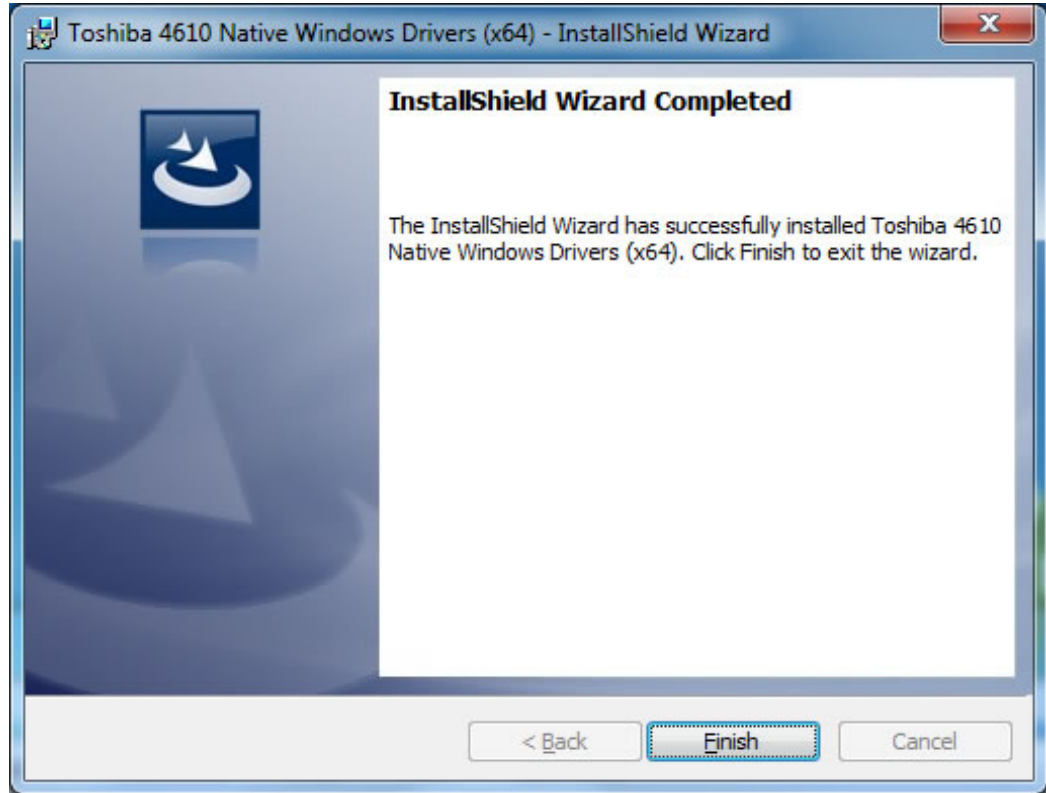 Toshiba 4610 Native Windows Drivers (x64) - InstallShield Wizard
InstallShield Wizard Completed
The InstallShield Wizard has successfully installed Toshiba 4610
Native Windows Drivers (x64). Click Finish to exit the wizard.
< Back
Finish
Cancel